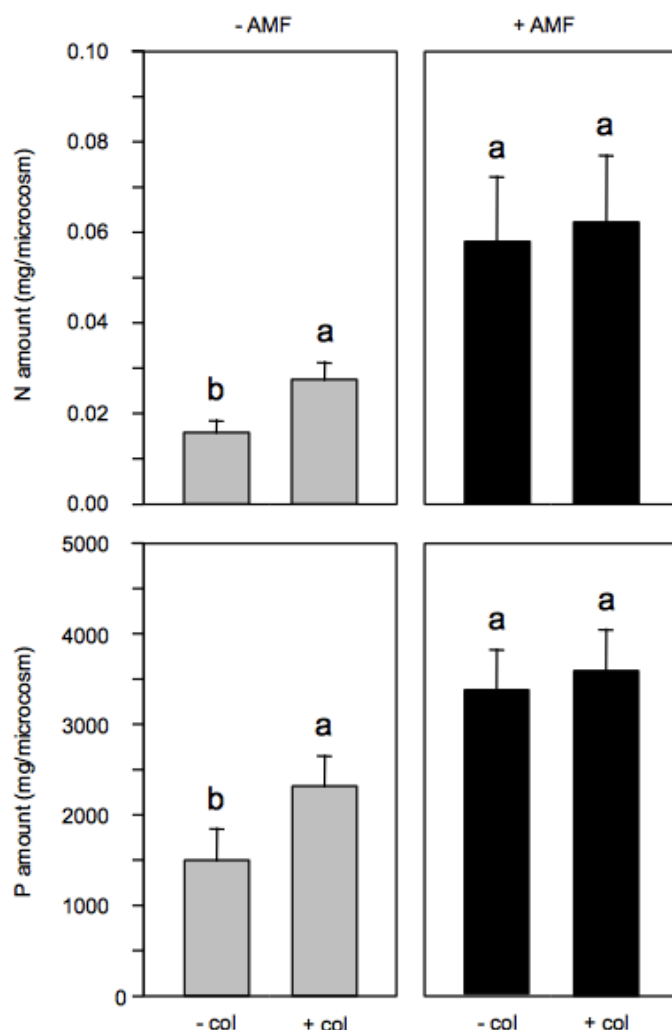 - AMF + AMF
N amount (mg/microcosm)
0.10
0.08
0.06
0.04
0.02
0.00
b a a a
P amount (mg/microcosm)
5000
4000
3000
2000
1000
0
b a a a
- col + col - col + col